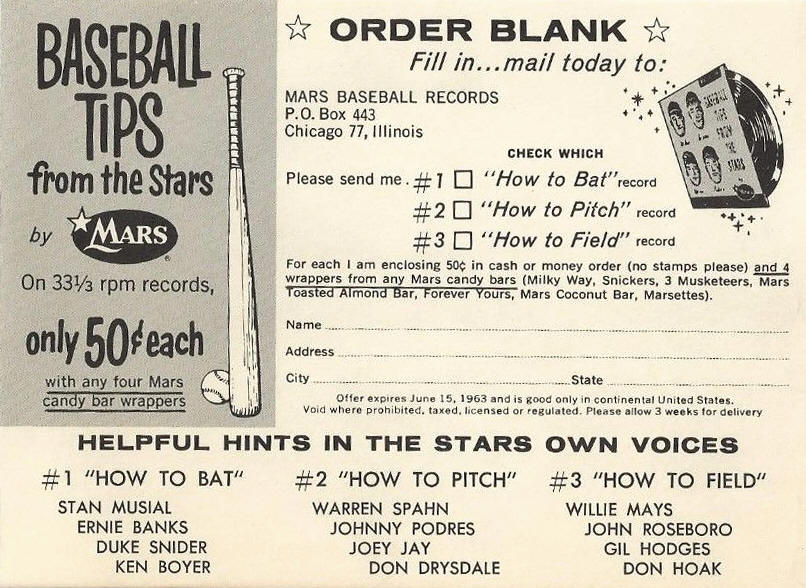 BASEBALL
TIPS
from the Stars
by MARS®
On 33⅓ rpm records,
only 50¢ each
with any four Mars
candy bar wrappers
☆ ORDER BLANK ☆
Fill in...mail today to:
MARS BASEBALL RECORDS
P.O. Box 443
Chicago 77, Illinois
BASEBALL
TIPS
FROM
THE
STARS
CHECK WHICH
Please send me. #1 ☐ "How to Bat" record
#2 ☐ "How to Pitch" record
#3 ☐ "How to Field" record
For each I am enclosing 50¢ in cash or money order (no stamps please) and 4
wrappers from any Mars candy bars (Milky Way, Snickers, 3 Musketeers, Mars
Toasted Almond Bar, Forever Yours, Mars Coconut Bar, Marsettes).
Name
Address
City State
Offer expires June 15, 1963 and is good only in continental United States.
Void where prohibited, taxed, licensed or regulated. Please allow 3 weeks for delivery
HELPFUL HINTS IN THE STARS OWN VOICES
#1 "HOW TO BAT"
STAN MUSIAL
ERNIE BANKS
DUKE SNIDER
KEN BOYER
#2 "HOW TO PITCH"
WARREN SPAHN
JOHNNY PODRES
JOEY JAY
DON DRYSDALE
#3 "HOW TO FIELD"
WILLIE MAYS
JOHN ROSEBORO
GIL HODGES
DON HOAK